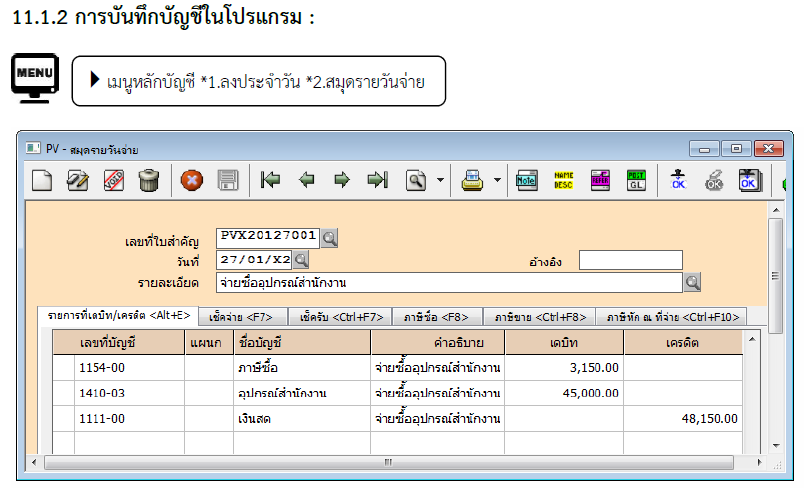 11.1.2 การบันทึกบัญชีในโปรแกรม :
MENU
เมนูหลักบัญชี *1.ลงประจำวัน *2.สมุดรายวันจ่าย
PV - สมุดรายวันจ่าย
VOID
Note
NAME DESC
REFER
POST GL
OK
OK
OK
เลขที่ใบสำคัญ PVX20127001
วันที่ 27/01/X2 อ้างอิง
รายละเอียด จ่ายซื้ออุปกรณ์สำนักงาน
รายการที่เดบิท/เครดิต <Alt+E> เช็คจ่าย <F7> เช็ครับ <Ctrl+F7> ภาษีซื้อ <F8> ภาษีขาย <Ctrl+F8> ภาษีหัก ณ ที่จ่าย <Ctrl+F10>
เลขที่บัญชี แผนก ชื่อบัญชี คำอธิบาย เดบิท เครดิต
1154-00 ภาษีซื้อ จ่ายซื้ออุปกรณ์สำนักงาน 3,150.00
1410-03 อุปกรณ์สำนักงาน จ่ายซื้ออุปกรณ์สำนักงาน 45,000.00
1111-00 เงินสด จ่ายซื้ออุปกรณ์สำนักงาน 48,150.00